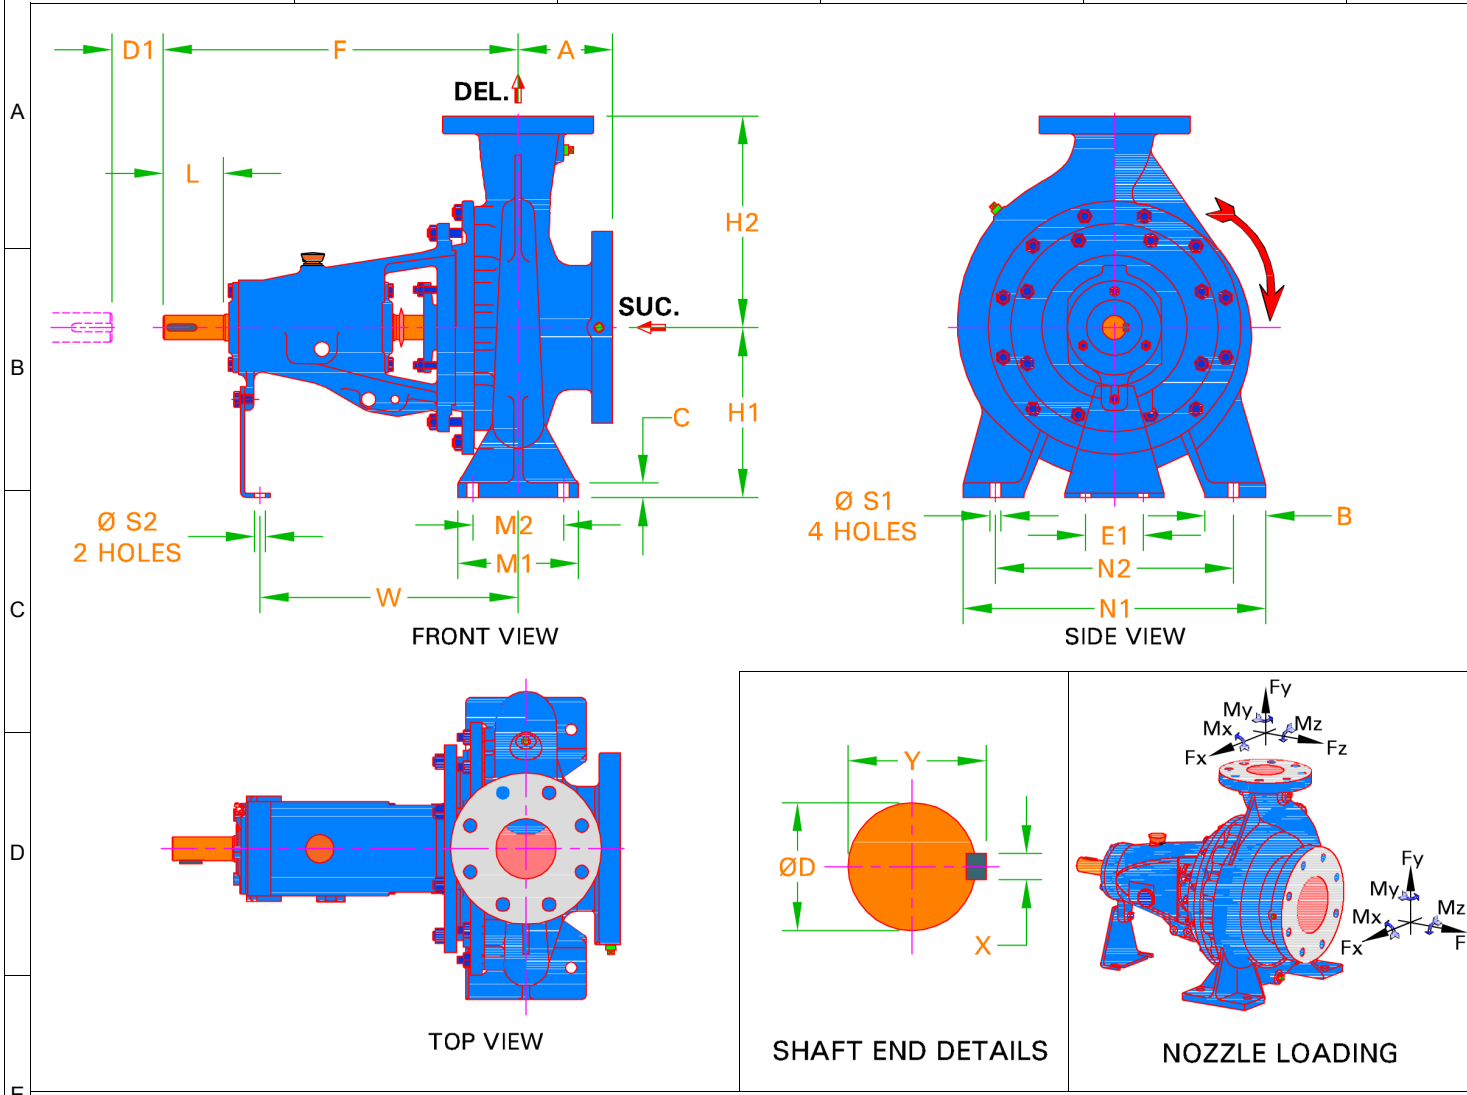 D1
F
A
DEL.
A
L
H2
SUC.
B
C
H1
Ø S2
2 HOLES
M2
M1
W
C
FRONT VIEW
Ø S1
4 HOLES
B
E1
N2
N1
SIDE VIEW
D
TOP VIEW
Y
ØD
X
SHAFT END DETAILS
Fy
My
Mz
Mx
Fx
Fz
Fy
My
Mz
Mx
Fx
F
NOZZLE LOADING
E